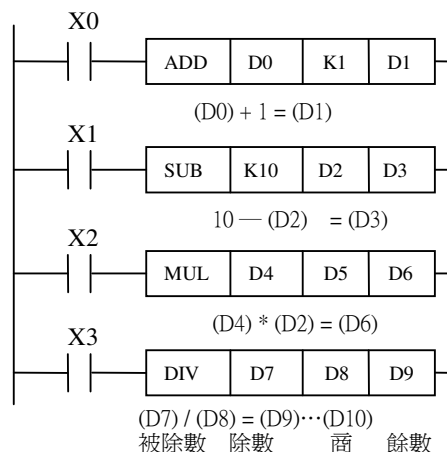 X0
ADD D0 K1 D1
(D0) + 1 = (D1)
X1
SUB K10 D2 D3
10 — (D2) = (D3)
X2
MUL D4 D5 D6
(D4) * (D2) = (D6)
X3
DIV D7 D8 D9
(D7) / (D8) = (D9)…(D10)
被除數 除數 商 餘數